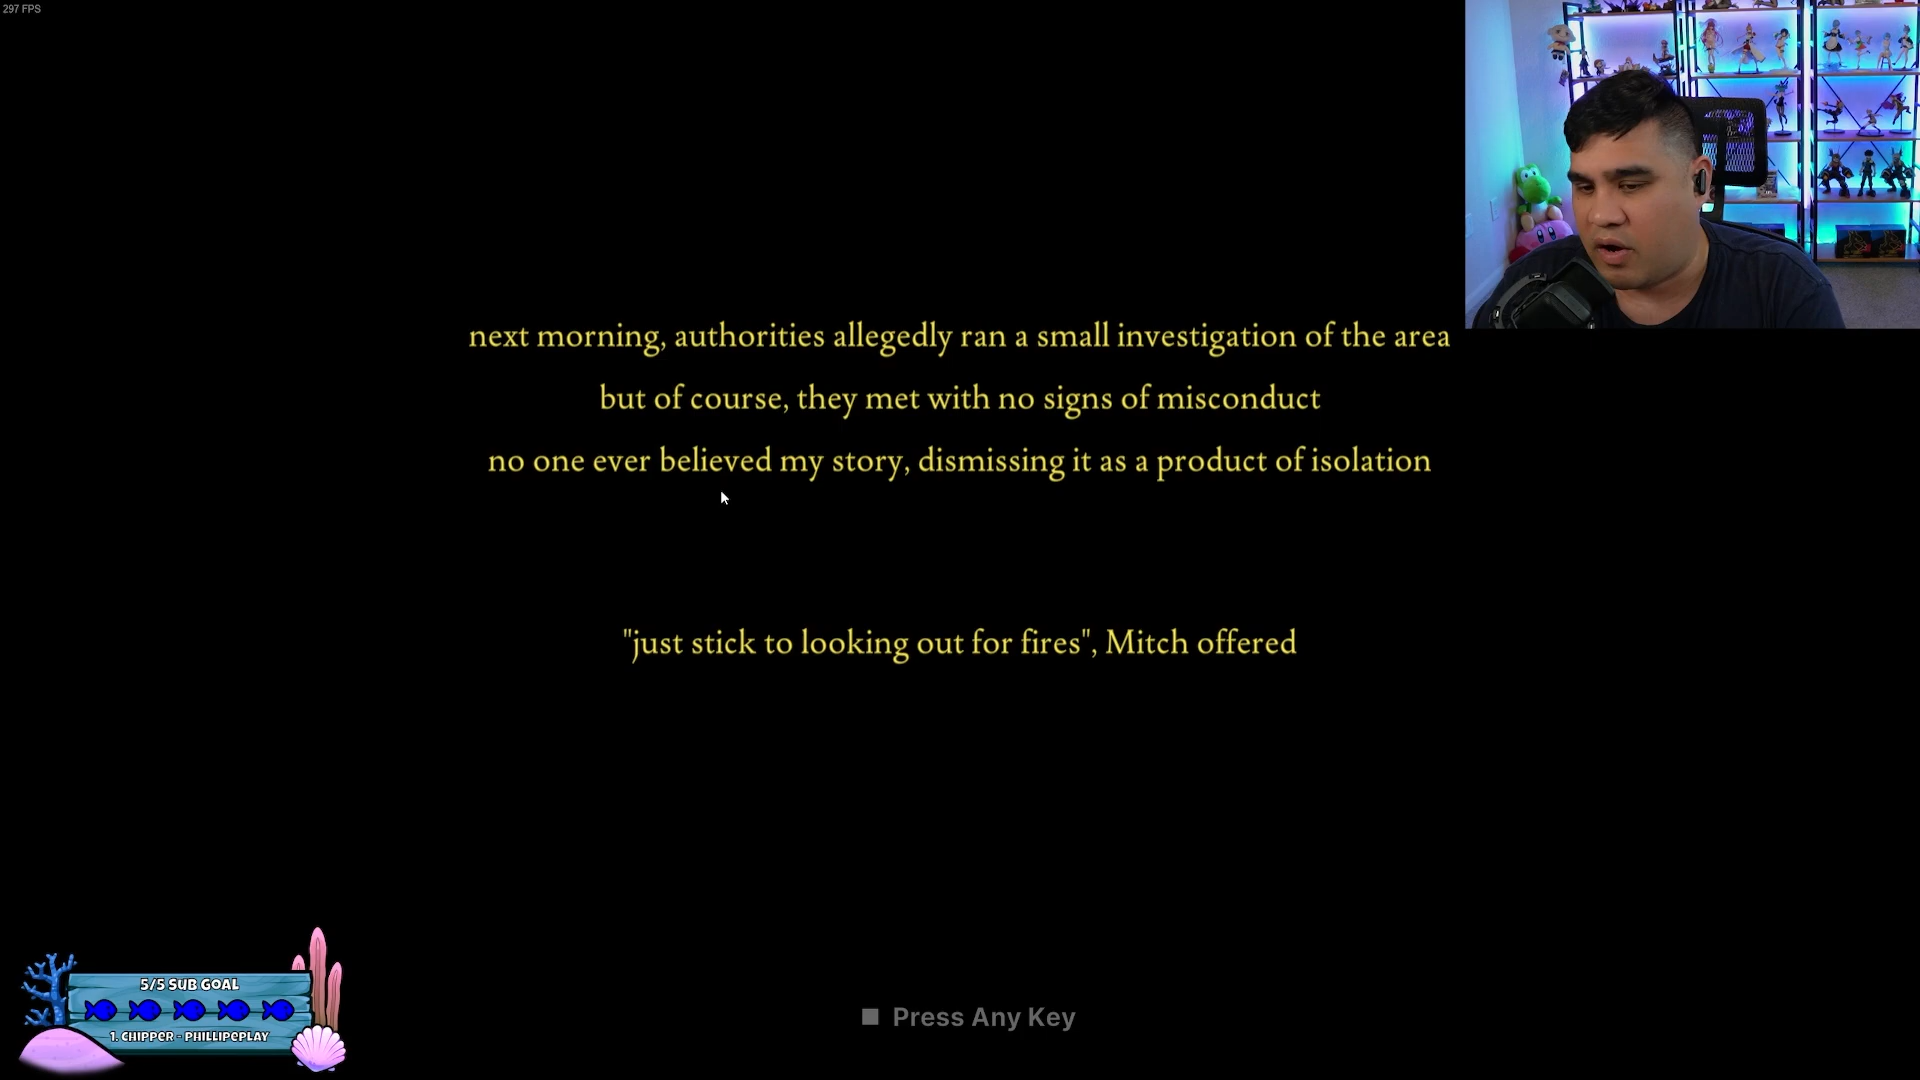 297 FPS
next morning, authorities allegedly ran a small investigation of the area
but of course, they met with no signs of misconduct
no one ever believed my story, dismissing it as a product of isolation
"just stick to looking out for fires", Mitch offered
5/5 SUB GOAL
1. CHIPPER - PHILLIPEPLAY
Press Any Key